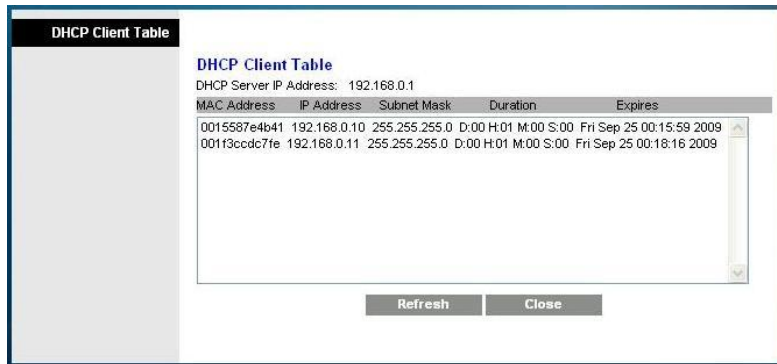 DHCP Client Table
DHCP Client Table
DHCP Server IP Address: 192.168.0.1
MAC Address IP Address Subnet Mask Duration Expires
0015587e4b41 192.168.0.10 255.255.255.0 D:00 H:01 M:00 S:00 Fri Sep 25 00:15:59 2009
001f3ccdc7fe 192.168.0.11 255.255.255.0 D:00 H:01 M:00 S:00 Fri Sep 25 00:18:16 2009
Refresh Close